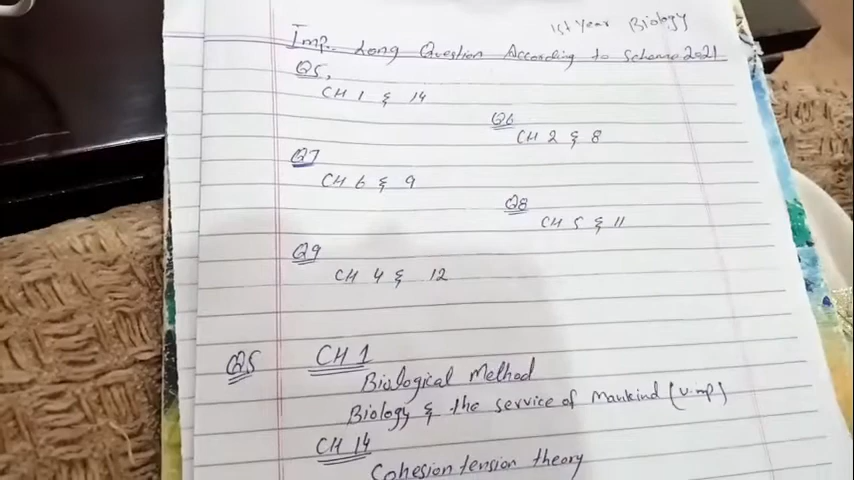 1st Year Biology
Imp. Long Question According to Scheme 2021
Q5,
CH 1 & 14
Q6
CH 2 & 8
Q7
CH 6 & 9
Q8
CH 5 & 11
Q9
CH 4 & 12
Q5 CH 1
Biological Method
Biology & the service of Mankind (v.imp)
CH 14
Cohesion tension theory